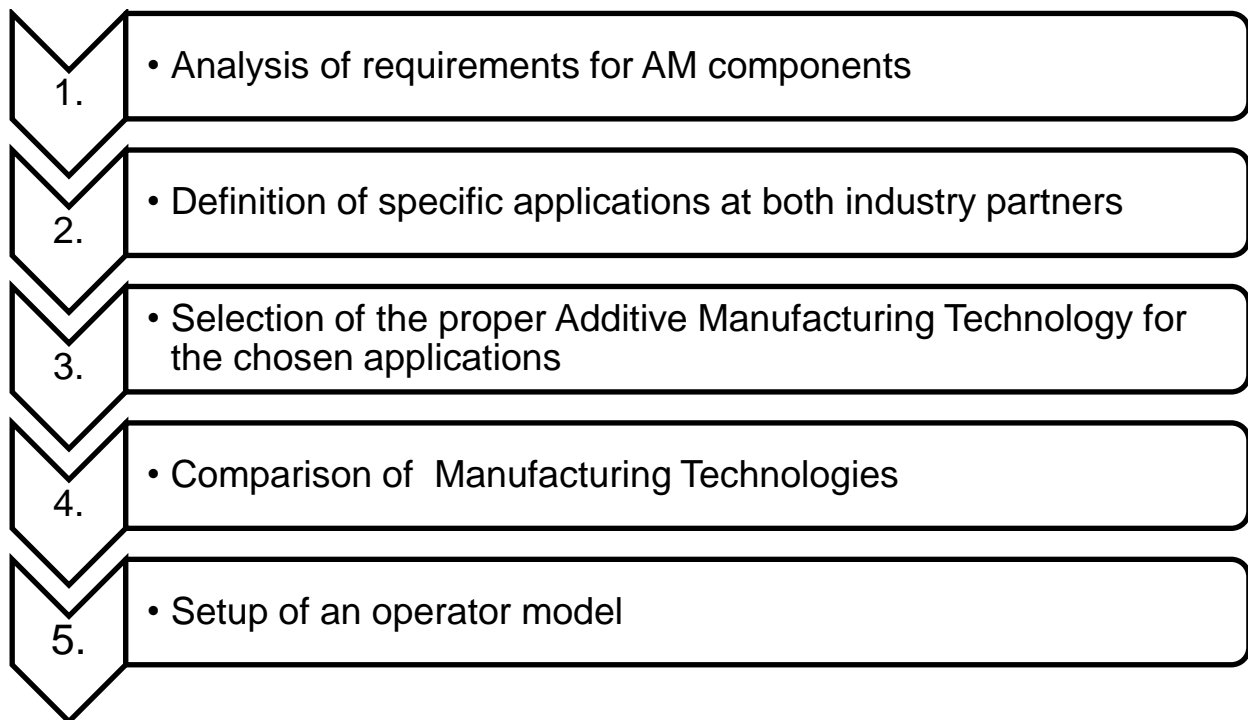 1.
• Analysis of requirements for AM components
2.
• Definition of specific applications at both industry partners
3.
• Selection of the proper Additive Manufacturing Technology for
the chosen applications
4.
• Comparison of  Manufacturing Technologies
5.
• Setup of an operator model